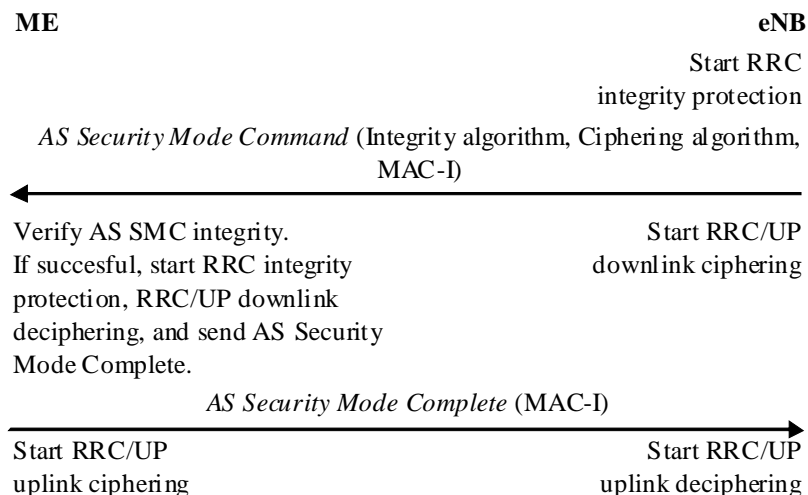 ME
eNB
Start RRC
integrity protection
AS Security Mode Command (Integrity algorithm, Ciphering algorithm,
MAC-I)
Verify AS SMC integrity.
If succesful, start RRC integrity
protection, RRC/UP downlink
deciphering, and send AS Security
Mode Complete.
Start RRC/UP
downlink ciphering
AS Security Mode Complete (MAC-I)
Start RRC/UP
uplink ciphering
Start RRC/UP
uplink deciphering